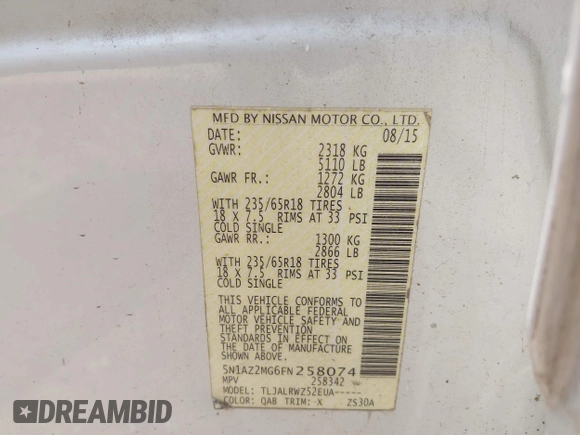 MFD BY NISSAN MOTOR CO., LTD.
DATE: 08/15
GVWR: 2318 KG
5110 LB
GAWR FR.: 1272 KG
2804 LB
WITH 235/65R18 TIRES
18 X 7.5 RIMS AT 33 PSI
COLD SINGLE
GAWR RR.: 1300 KG
2866 LB
WITH 235/65R18 TIRES
18 X 7.5 RIMS AT 33 PSI
COLD SINGLE
THIS VEHICLE CONFORMS TO
ALL APPLICABLE FEDERAL
MOTOR VEHICLE SAFETY AND
THEFT PREVENTION
STANDARDS IN EFFECT ON
THE DATE OF MANUFACTURE
SHOWN ABOVE.
5N1AZ2MG6FN258074
MPV 258342
MODEL: TLJALRWZ52EUA-----
COLOR: QAB TRIM: X ZS30A
DREAMBID